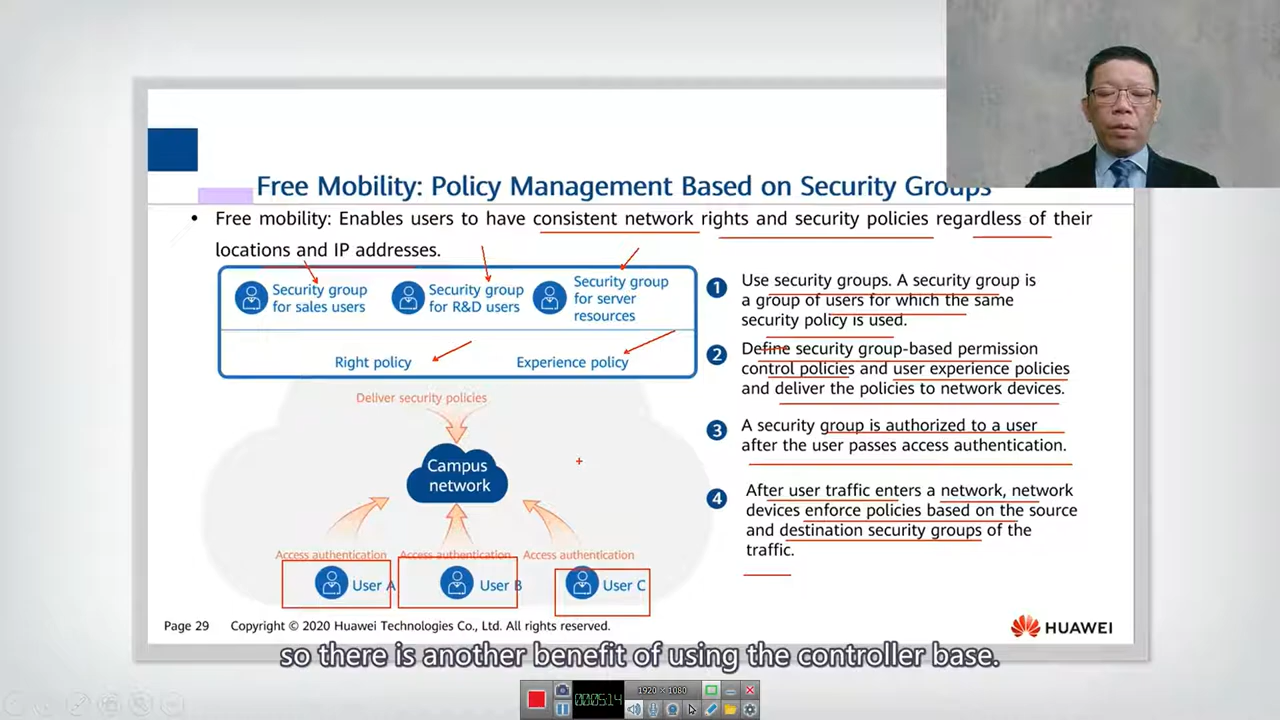 Free Mobility: Policy Management Based on Security Groups
• Free mobility: Enables users to have consistent network rights and security policies regardless of their
locations and IP addresses.
Security group
for sales users
Security group
for R&D users
Security group
for server
resources
Right policy
Experience policy
Deliver security policies
Campus
network
Access authentication
Access authentication
Access authentication
User A
User B
User C
1
Use security groups. A security group is
a group of users for which the same
security policy is used.
2
Define security group-based permission
control policies and user experience policies
and deliver the policies to network devices.
3
A security group is authorized to a user
after the user passes access authentication.
4
After user traffic enters a network, network
devices enforce policies based on the source
and destination security groups of the
traffic.
Page 29 Copyright © 2020 Huawei Technologies Co., Ltd. All rights reserved.
HUAWEI
so there is another benefit of using the controller base.
1920 × 1080